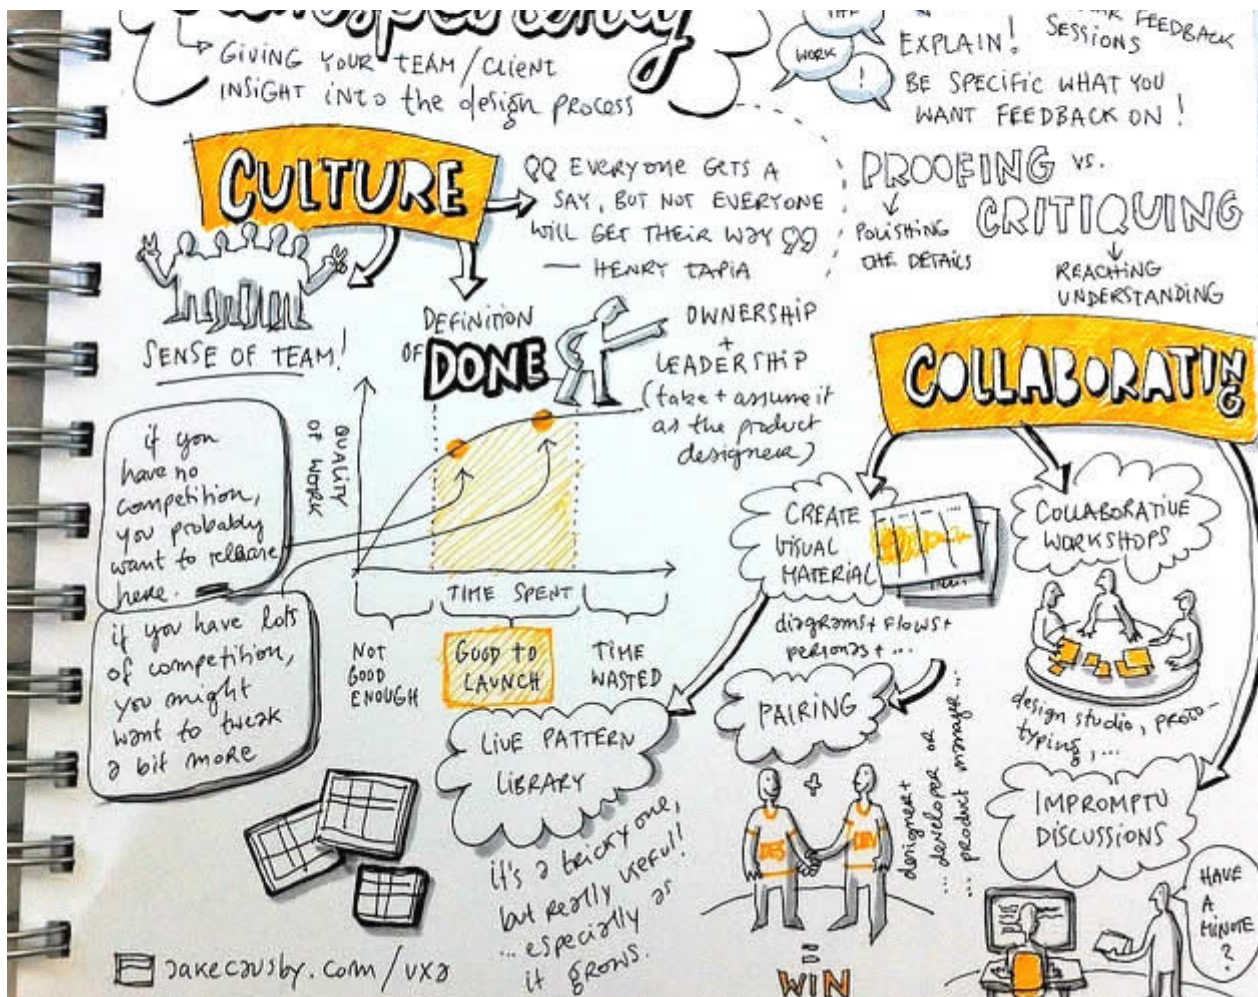 GIVING YOUR TEAM/CLIENT
INSIGHT INTO the design process
THE
WORK
!
EXPLAIN!
FEEDBACK
SESSIONS
BE SPECIFIC WHAT YOU
WANT FEEDBACK ON!
CULTURE
EVERYONE GETS A
SAY, BUT NOT EVERYONE
WILL GET THEIR WAY
— HENRY TAPIA
PROOFING vs.
CRITIQUING
POLISHING
THE DETAILS
REACHING
UNDERSTANDING
SENSE OF TEAM!
DEFINITION
OF DONE
OWNERSHIP
+
LEADERSHIP
(take + assume it
as the product
designer)
COLLABORATING
if you
have no
competition,
you probably
want to release
here.
if you have lots
of competition,
you might
want to tweak
a bit more
QUALITY
OF WORK
TIME SPENT
NOT
GOOD
ENOUGH
GOOD TO
LAUNCH
TIME
WASTED
CREATE
VISUAL
MATERIAL
diagrams + flows +
personas + ...
COLLABORATIVE
WORKSHOPS
design studio, proto-
typing, ...
LIVE PATTERN
LIBRARY
it's a tricky one,
but really useful!
... especially as
it grows.
PAIRING
+
DES
DEV
designer +
... developer or
... product manager ...
=
WIN
IMPROMPTU
DISCUSSIONS
HAVE
A
MINUTE
?
jakecausby.com/uxa